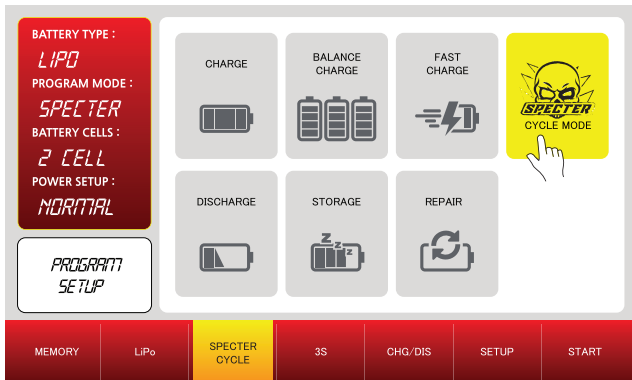 BATTERY TYPE :
LIPO
PROGRAM MODE :
SPECTER
BATTERY CELLS :
2 CELL
POWER SETUP :
NORMAL
PROGRAM
SETUP
CHARGE
BALANCE
CHARGE
FAST
CHARGE
SPECTER
CYCLE MODE
DISCHARGE
STORAGE
z
z
z
REPAIR
MEMORY
LiPo
SPECTER
CYCLE
3S
CHG/DIS
SETUP
START